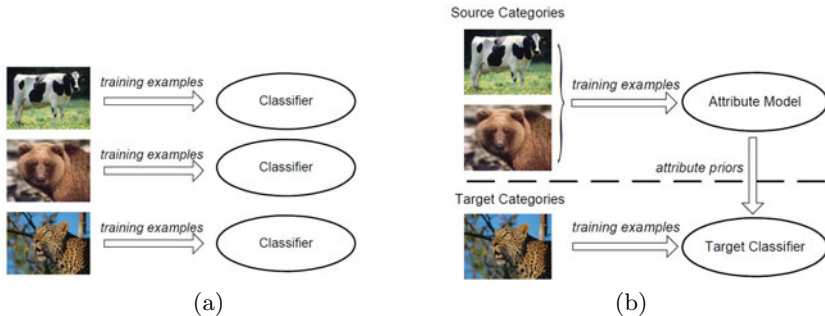 training examples
Classifier
training examples
Classifier
training examples
Classifier
(a)
Source Categories
training examples
Attribute Model
attribute priors
Target Categories
training examples
Target Classifier
(b)